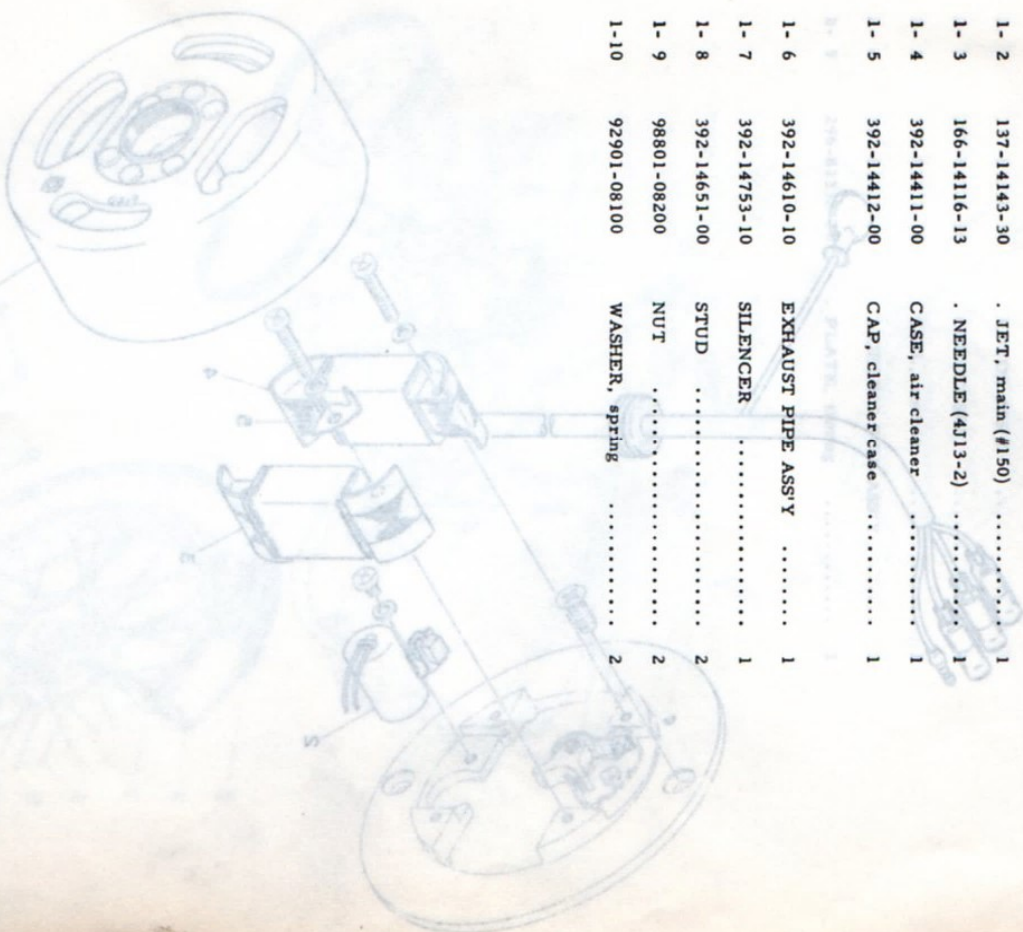 1- 2 137-14143-30 . JET, main (#150) ............ 1
1- 3 166-14116-13 . NEEDLE (4J13-2) ............ 1
1- 4 392-14411-00 CASE, air cleaner ............ 1
1- 5 392-14412-00 CAP, cleaner case ............ 1
1- 6 392-14610-10 EXHAUST PIPE ASS'Y ...... 1
1- 7 392-14753-10 SILENCER .................. 1
1- 8 392-14651-00 STUD ....................... 2
1- 9 98801-08200 NUT ....................... 2
1-10 92901-08100 WASHER, spring ............ 2